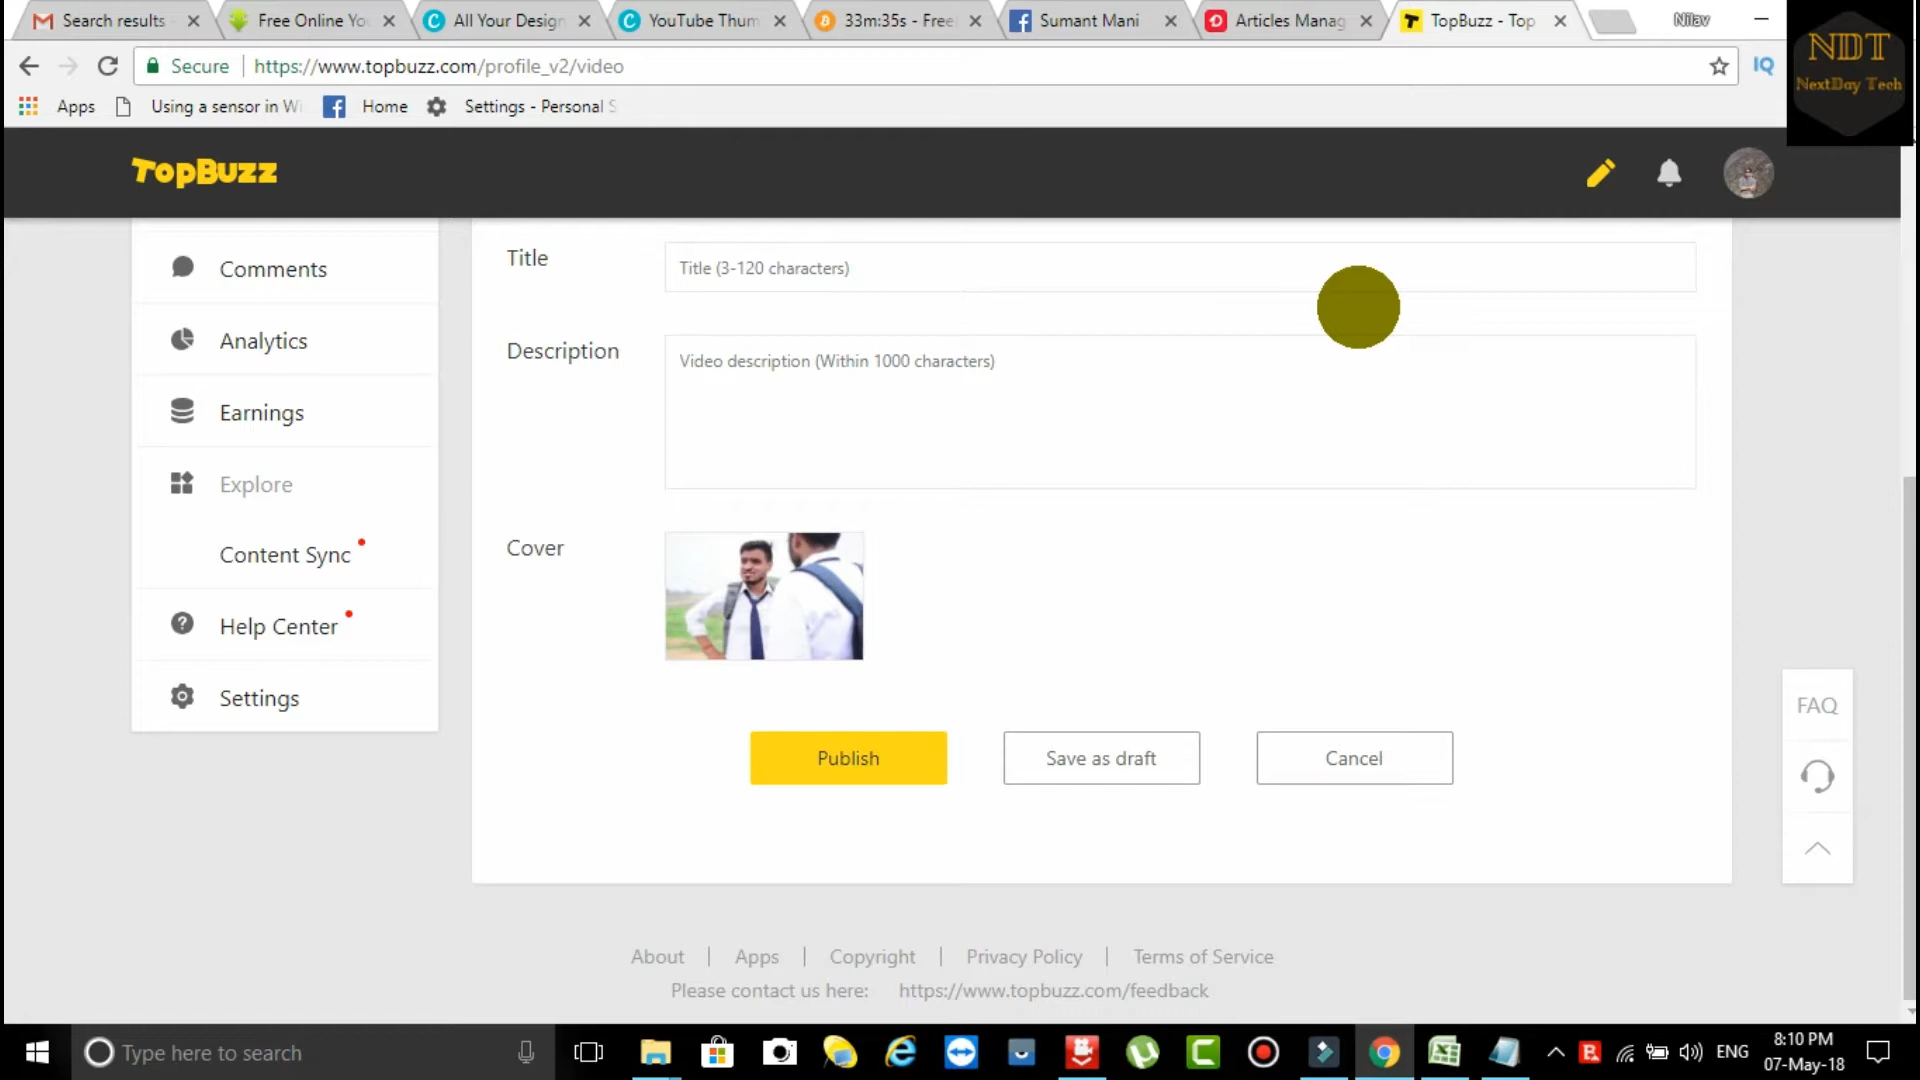 Search results
Free Online Yo
All Your Design
YouTube Thum
33m:35s - Free
Sumant Mani
Articles Manag
TopBuzz - Top
Nilav
Secure
https://www.topbuzz.com/profile_v2/video
IQ
NDT
NextDay Tech
Apps
Using a sensor in Wi
Home
Settings - Personal S
TopBuzz
Comments
Analytics
Earnings
Explore
Content Sync
Help Center
Settings
Title
Title (3-120 characters)
Description
Video description (Within 1000 characters)
Cover
Publish
Save as draft
Cancel
FAQ
About | Apps | Copyright | Privacy Policy | Terms of Service
Please contact us here: https://www.topbuzz.com/feedback
Type here to search
ENG
8:10 PM
07-May-18